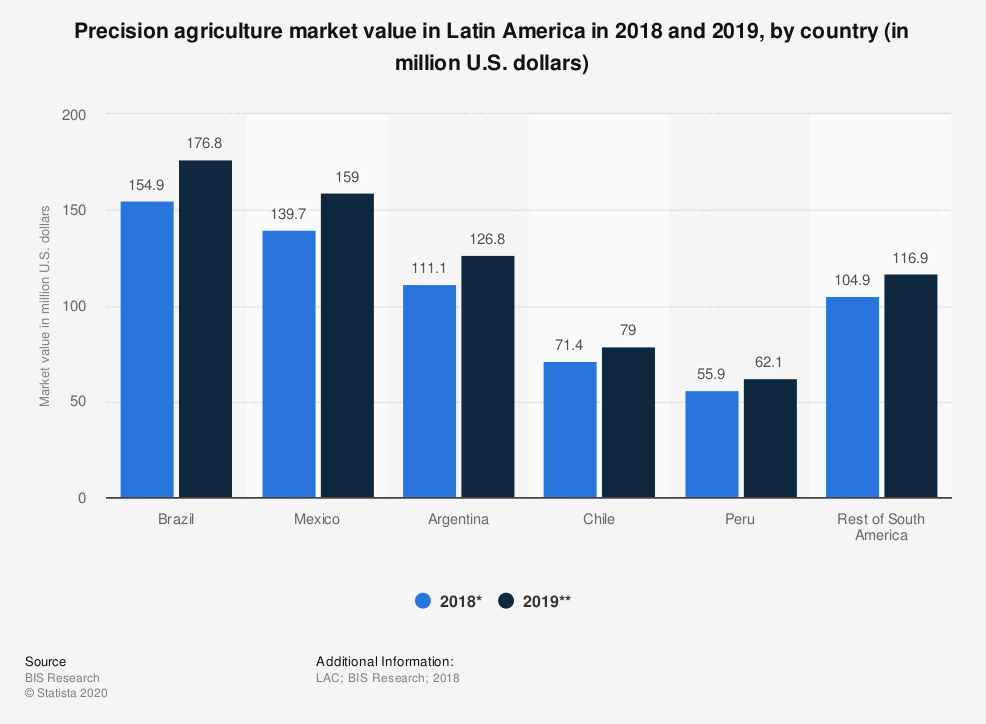 Precision agriculture market value in Latin America in 2018 and 2019, by country (in
million U.S. dollars)
Market value in million U.S. dollars
200
150
100
50
0
154.9
176.8
139.7
159
111.1
126.8
71.4
79
55.9
62.1
104.9
116.9
Brazil
Mexico
Argentina
Chile
Peru
Rest of South
America
2018*
2019**
Source
BIS Research
© Statista 2020
Additional Information:
LAC; BIS Research; 2018